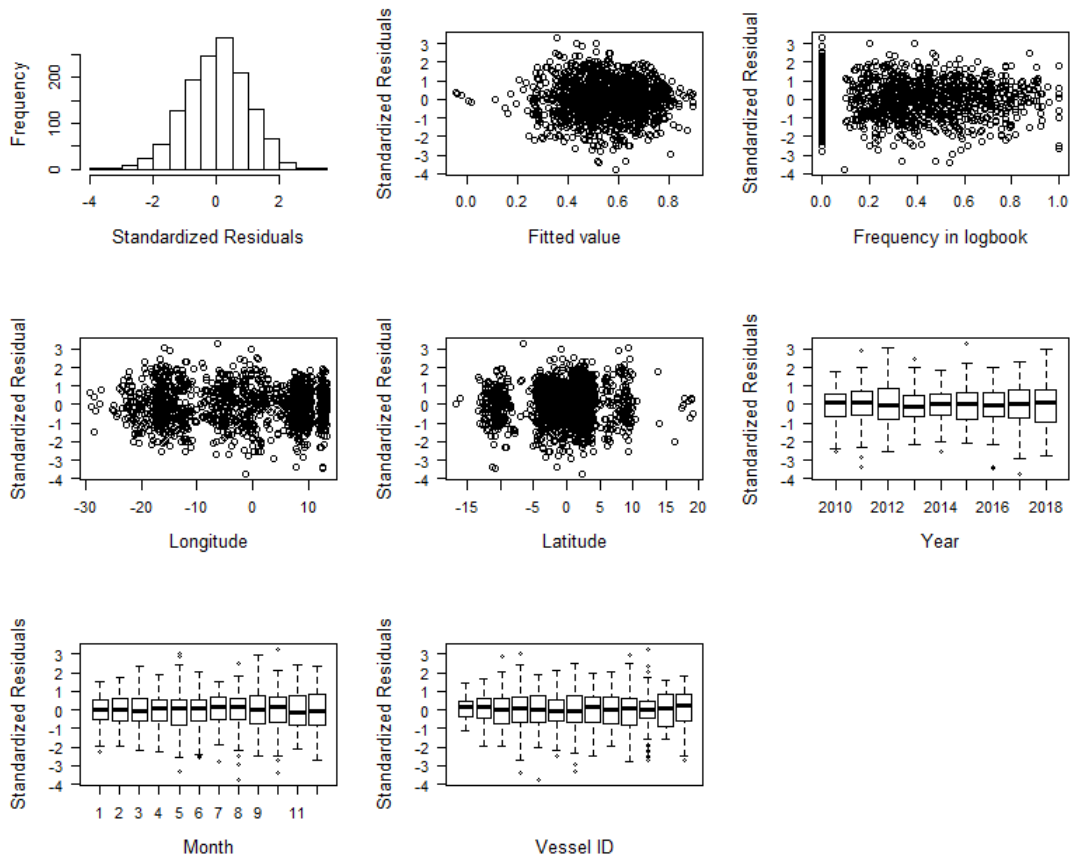 Frequency
200
100
0
-4 -2 0 2
Standardized Residuals
Standardized Residuals
3
2
1
0
-1
-2
-3
-4
0.0 0.2 0.4 0.6 0.8
Fitted value
Standardized Residual
3
2
1
0
-1
-2
-3
-4
0.0 0.2 0.4 0.6 0.8 1.0
Frequency in logbook
Standardized Residual
3
2
1
0
-1
-2
-3
-4
-30 -20 -10 0 10
Longitude
Standardized Residual
3
2
1
0
-1
-2
-3
-4
-15 -5 0 5 10 15 20
Latitude
Standardized Residuals
3
2
1
0
-1
-2
-3
-4
2010 2012 2014 2016 2018
Year
Standardized Residuals
3
2
1
0
-1
-2
-3
-4
1 2 3 4 5 6 7 8 9 11
Month
Standardized Residuals
3
2
1
0
-1
-2
-3
-4
Vessel ID